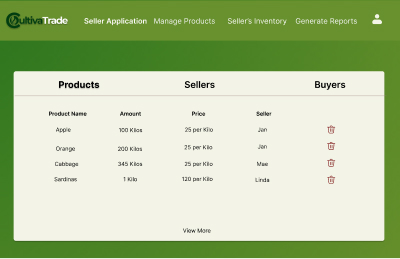 CultivaTrade Seller Application Manage Products Seller's Inventory Generate Reports
Products Sellers Buyers
Product Name Amount Price Seller
Apple 100 Kilos 25 per Kilo Jan
Orange 200 Kilos 25 per Kilo Jan
Cabbage 345 Kilos 25 per Kilo Mae
Sardinas 1 Kilo 120 per Kilo Linda
View More